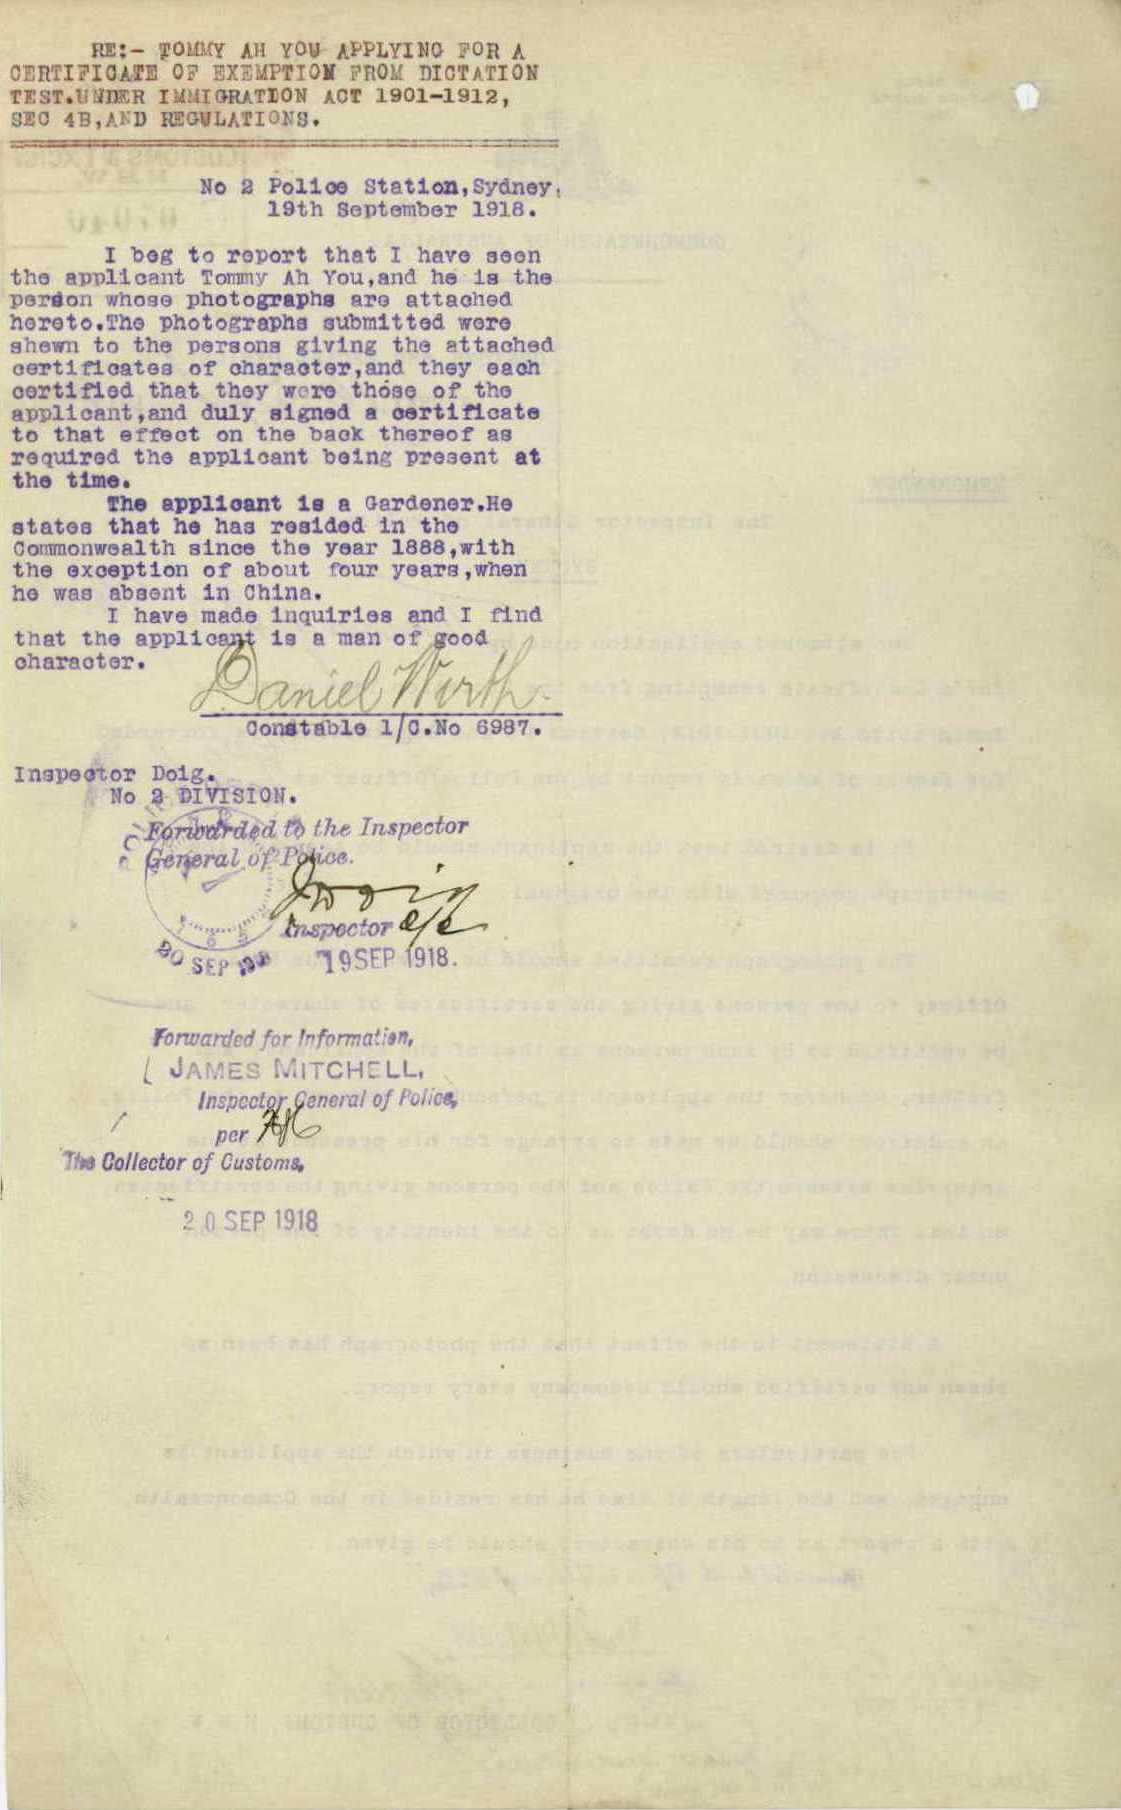 RE:- TOMMY AH YOU APPLYING FOR A
CERTIFICATE OF EXEMPTION FROM DICTATION
TEST.UNDER IMMIGRATION ACT 1901-1912,
SEC 4B,AND REGULATIONS.
No 2 Police Station,Sydney,
19th September 1918.
I beg to report that I have seen
the applicant Tommy Ah You,and he is the
person whose photographs are attached
hereto.The photographs submitted were
shewn to the persons giving the attached
certificates of character,and they each
certified that they were those of the
applicant,and duly signed a certificate
to that effect on the back thereof as
required the applicant being present at
the time.
The applicant is a Gardener.He
states that he has resided in the
Commonwealth since the year 1888,with
the exception of about four years,when
he was absent in China.
I have made inquiries and I find
that the applicant is a man of good
character.
Daniel Wirth.
Constable 1/C.No 6987.
Inspector Doig.
No 2 DIVISION.
Forwarded to the Inspector
General of Police.
JDoig
Inspector
20 SEP 1918
19 SEP 1918.
Forwarded for Information,
JAMES MITCHELL,
Inspector General of Police,
per
The Collector of Customs.
20 SEP 1918